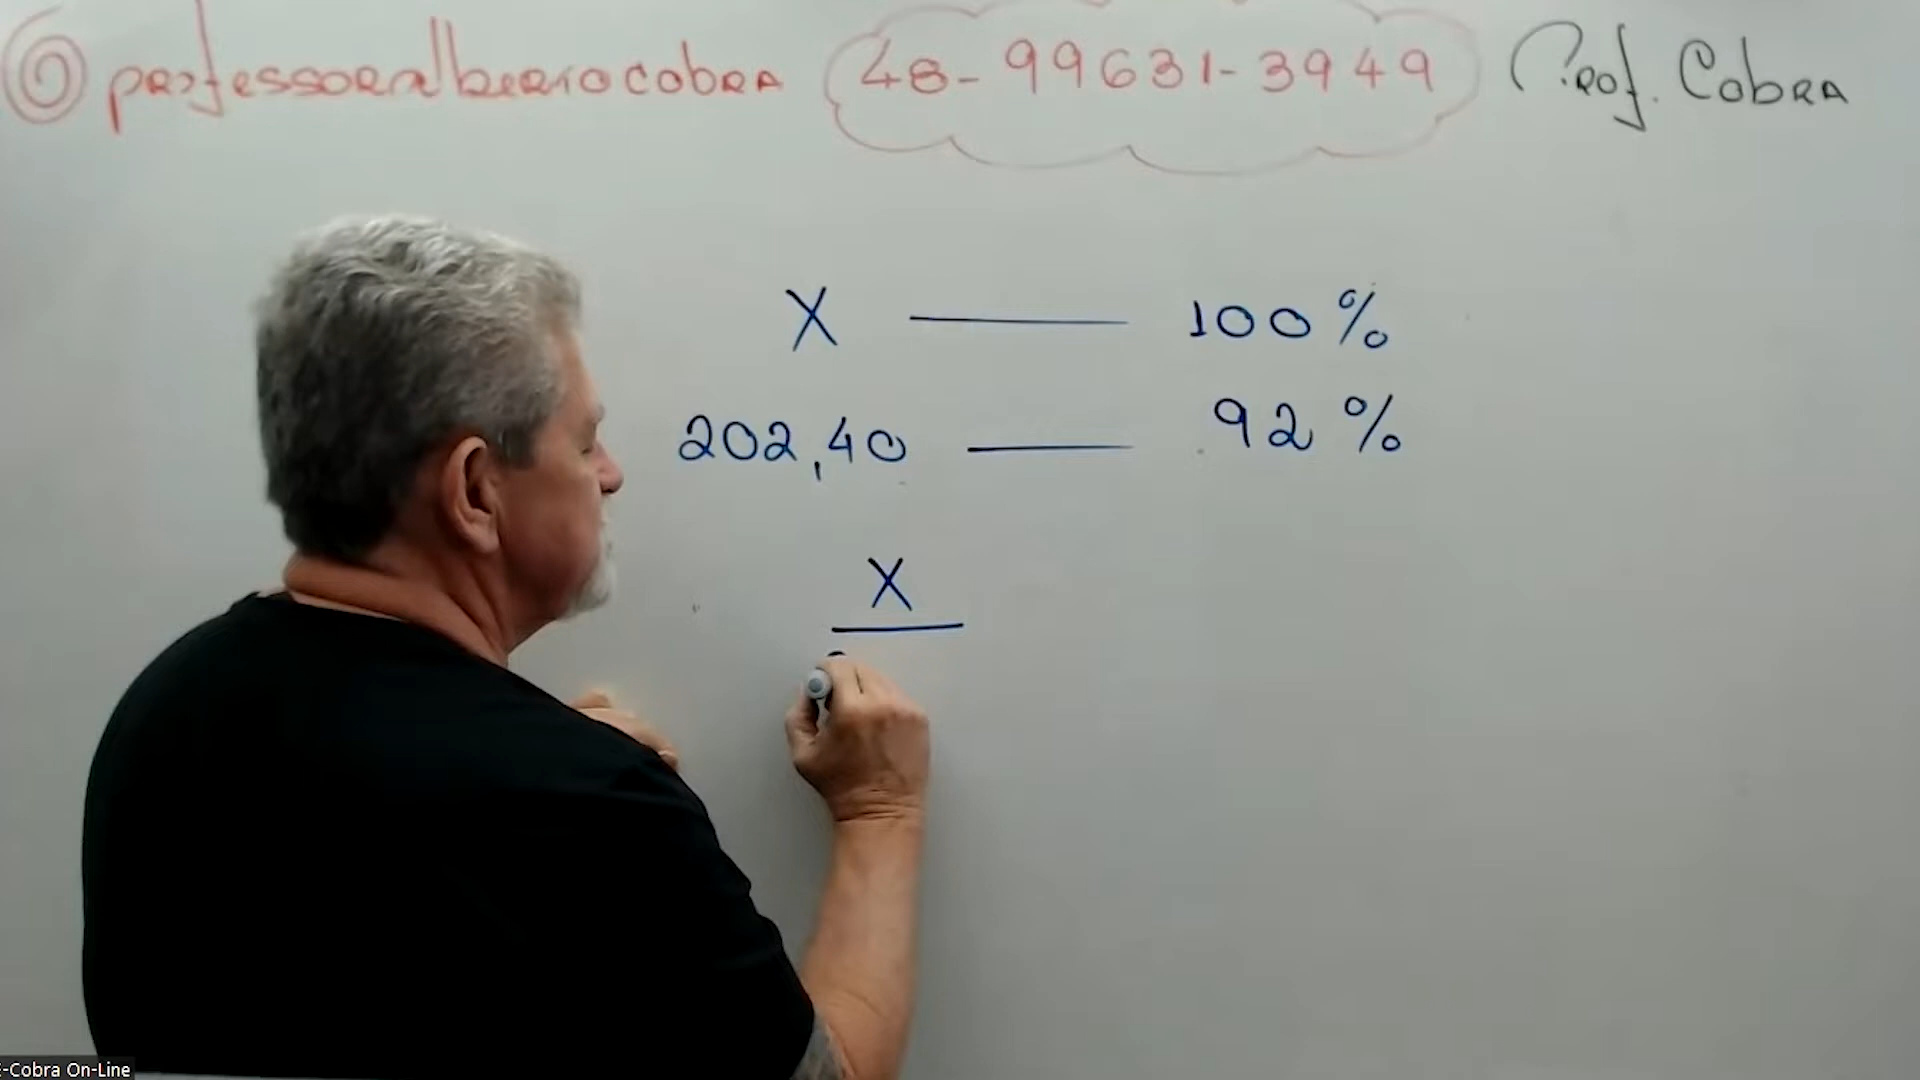 professoralbertocobra 48-99631-3949 Prof. Cobra
X — 100%
202,40 — 92%
X
-Cobra On-Line